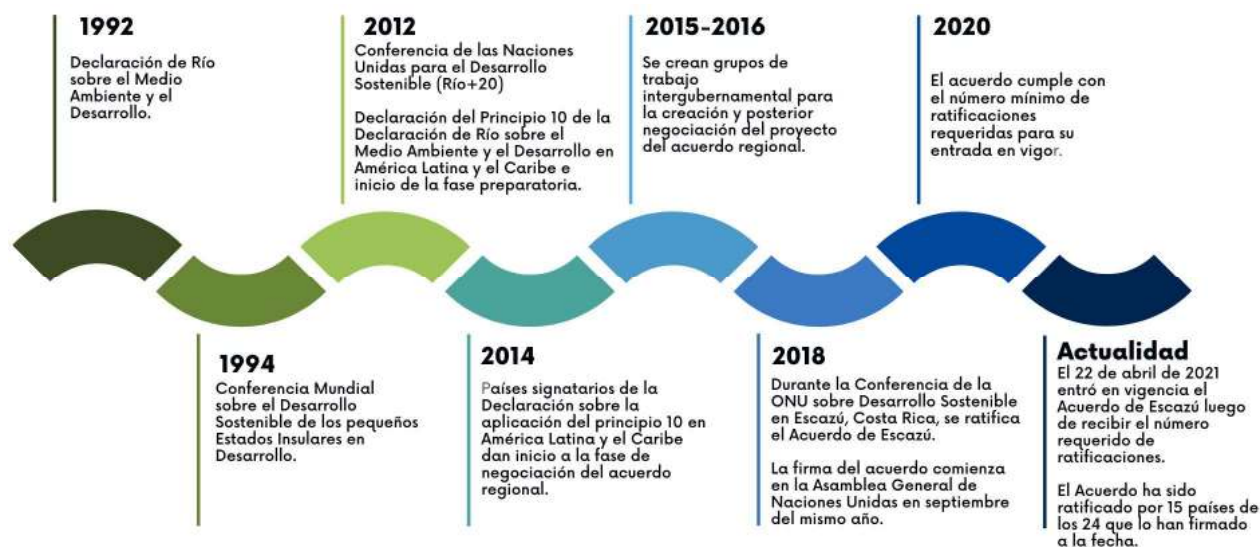 1992
Declaración de Río
sobre el Medio
Ambiente y el
Desarrollo.
1994
Conferencia Mundial
sobre el Desarrollo
Sostenible de los pequeños
Estados Insulares en
Desarrollo.
2012
Conferencia de las Naciones
Unidas para el Desarrollo
Sostenible (Río+20)
Declaración del Principio 10 de la
Declaración de Río sobre el
Medio Ambiente y el Desarrollo en
América Latina y el Caribe e
inicio de la fase preparatoria.
2014
Países signatarios de la
Declaración sobre la
aplicación del principio 10 en
América Latina y el Caribe
dan inicio a la fase de
negociación del acuerdo
regional.
2015-2016
Se crean grupos de
trabajo
intergubernamental para
la creación y posterior
negociación del proyecto
del acuerdo regional.
2018
Durante la Conferencia de la
ONU sobre Desarrollo Sostenible
en Escazú, Costa Rica, se ratifica
el Acuerdo de Escazú.
La firma del acuerdo comienza
en la Asamblea General de
Naciones Unidas en septiembre
del mismo año.
2020
El acuerdo cumple con
el número mínimo de
ratificaciones
requeridas para su
entrada en vigor.
Actualidad
El 22 de abril de 2021
entró en vigencia el
Acuerdo de Escazú luego
de recibir el número
requerido de
ratificaciones.
El Acuerdo ha sido
ratificado por 15 países de
los 24 que lo han firmado
a la fecha.